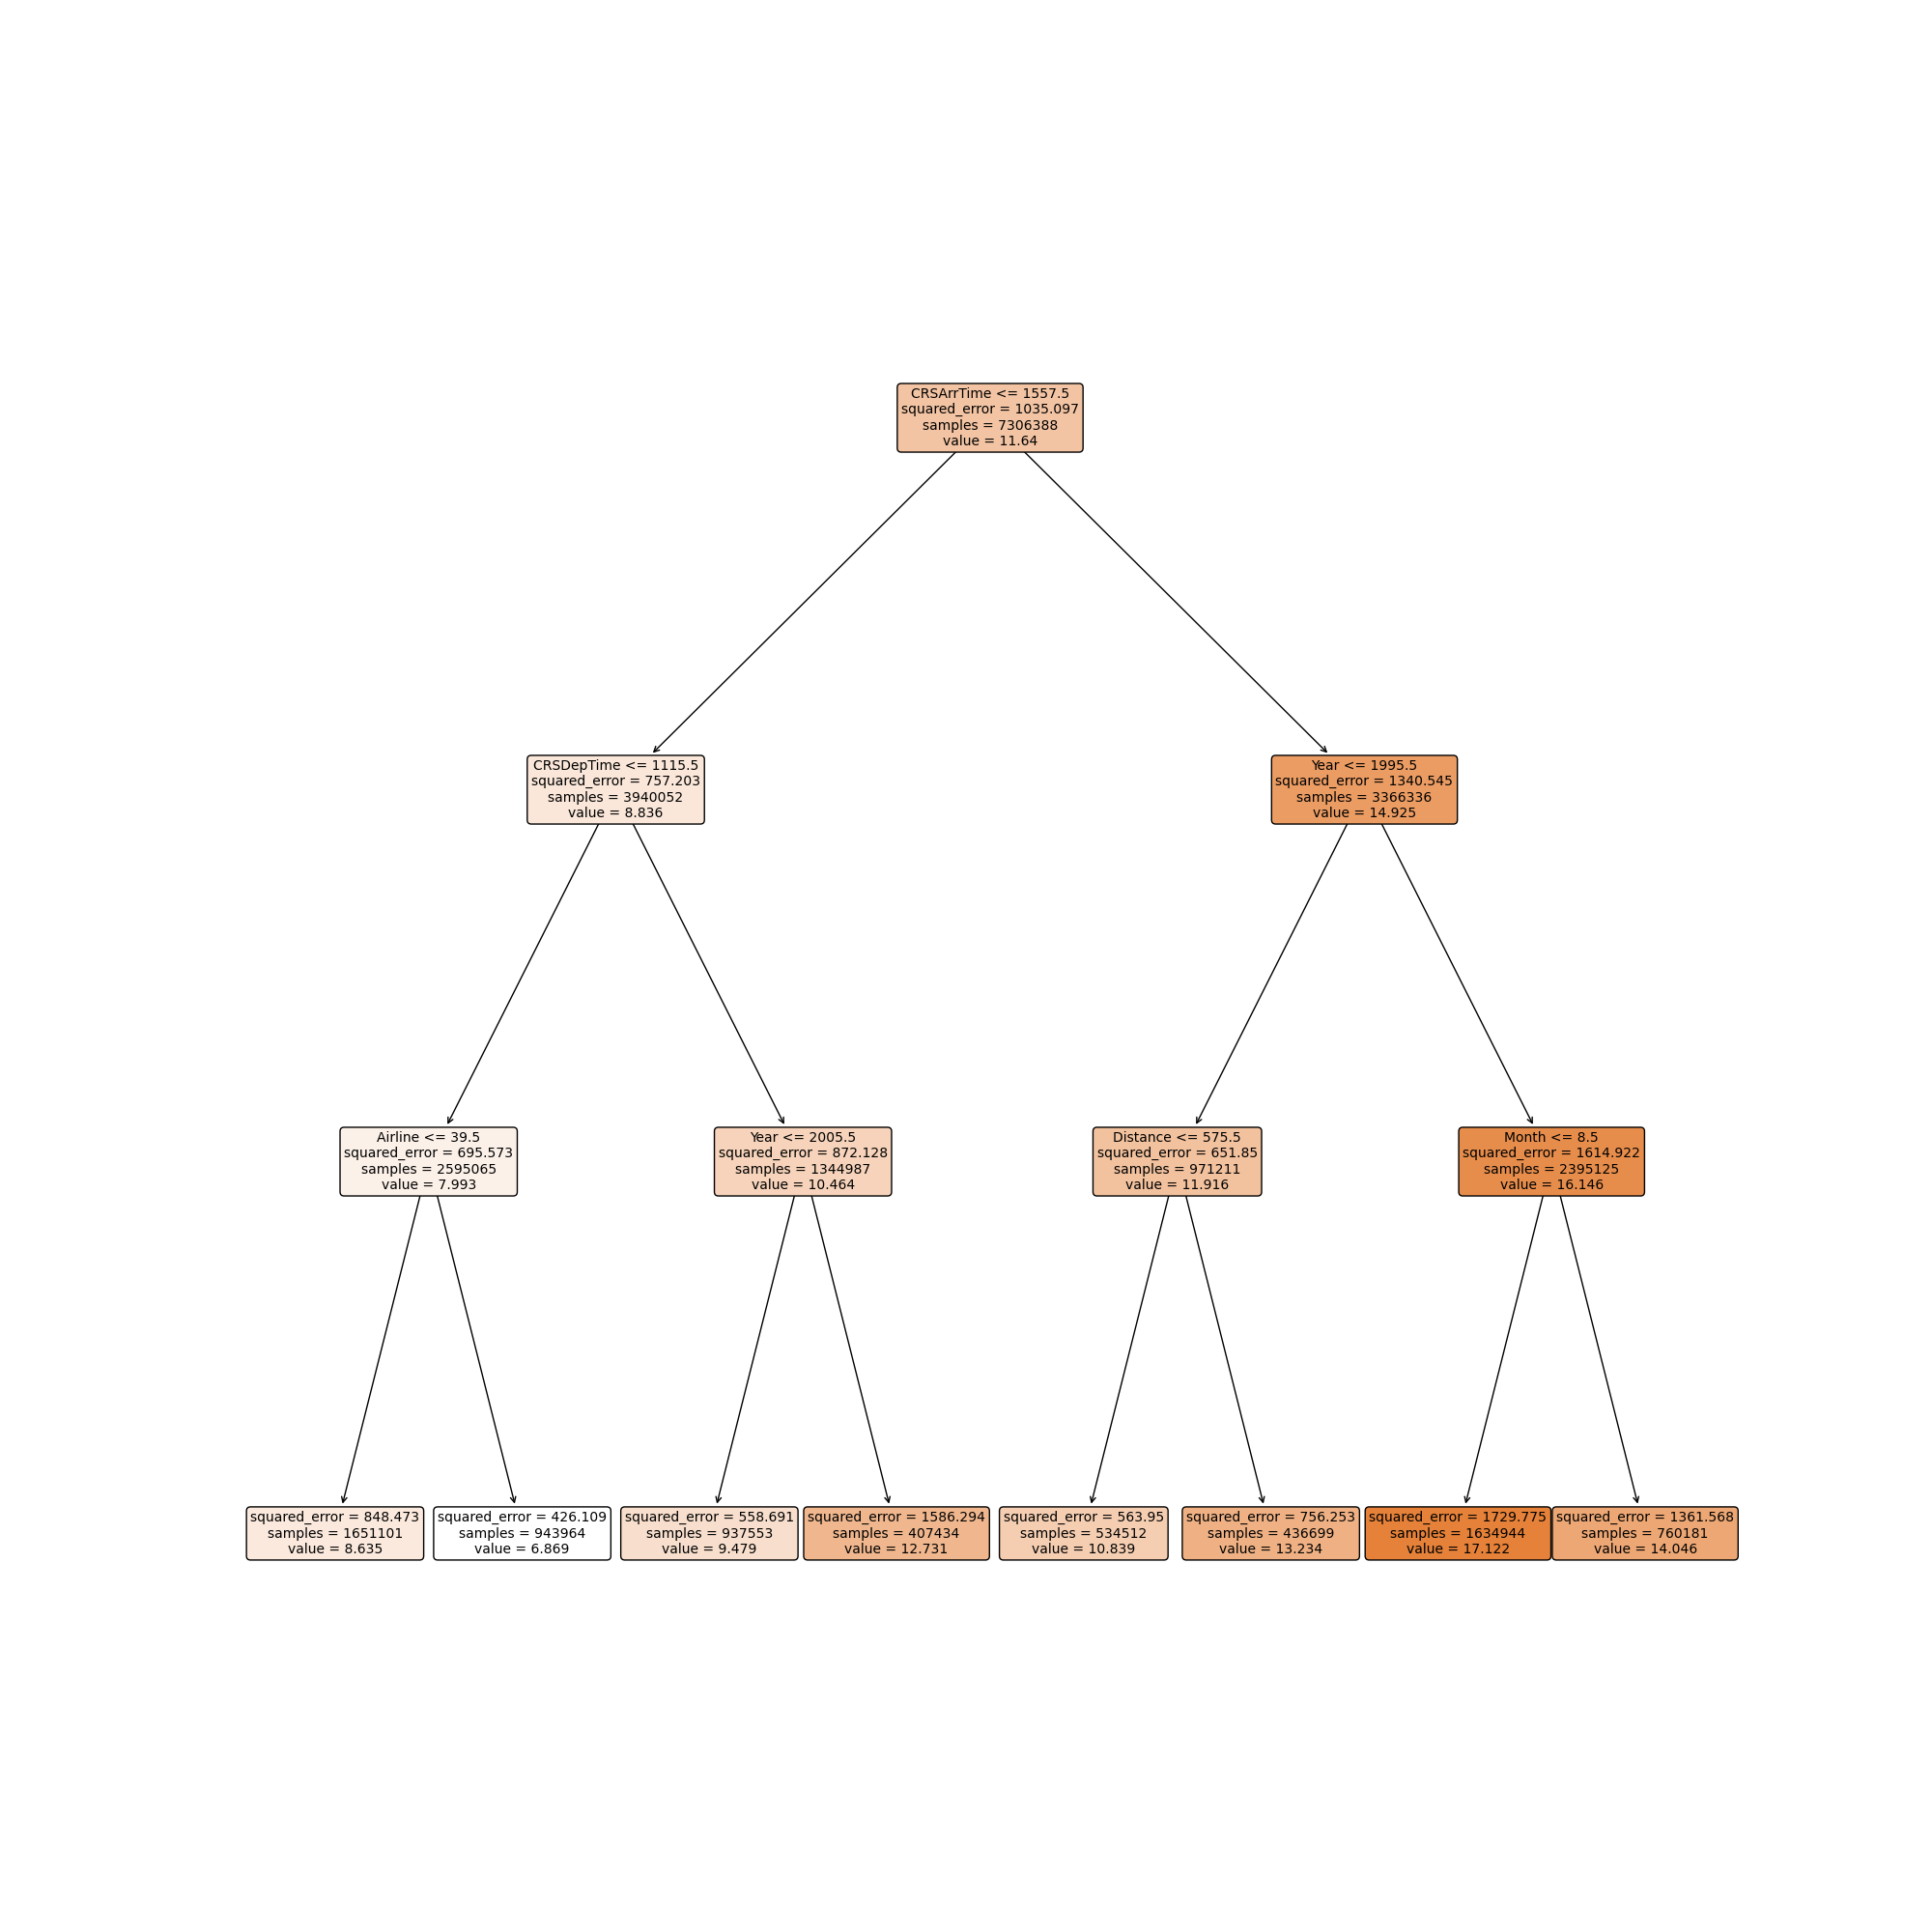 CRSArrTime <= 1557.5
squared_error = 1035.097
samples = 7306388
value = 11.64
CRSDepTime <= 1115.5
squared_error = 757.203
samples = 3940052
value = 8.836
Year <= 1995.5
squared_error = 1340.545
samples = 3366336
value = 14.925
Airline <= 39.5
squared_error = 695.573
samples = 2595065
value = 7.993
Year <= 2005.5
squared_error = 872.128
samples = 1344987
value = 10.464
Distance <= 575.5
squared_error = 651.85
samples = 971211
value = 11.916
Month <= 8.5
squared_error = 1614.922
samples = 2395125
value = 16.146
squared_error = 848.473
samples = 1651101
value = 8.635
squared_error = 426.109
samples = 943964
value = 6.869
squared_error = 558.691
samples = 937553
value = 9.479
squared_error = 1586.294
samples = 407434
value = 12.731
squared_error = 563.95
samples = 534512
value = 10.839
squared_error = 756.253
samples = 436699
value = 13.234
squared_error = 1729.775
samples = 1634944
value = 17.122
squared_error = 1361.568
samples = 760181
value = 14.046